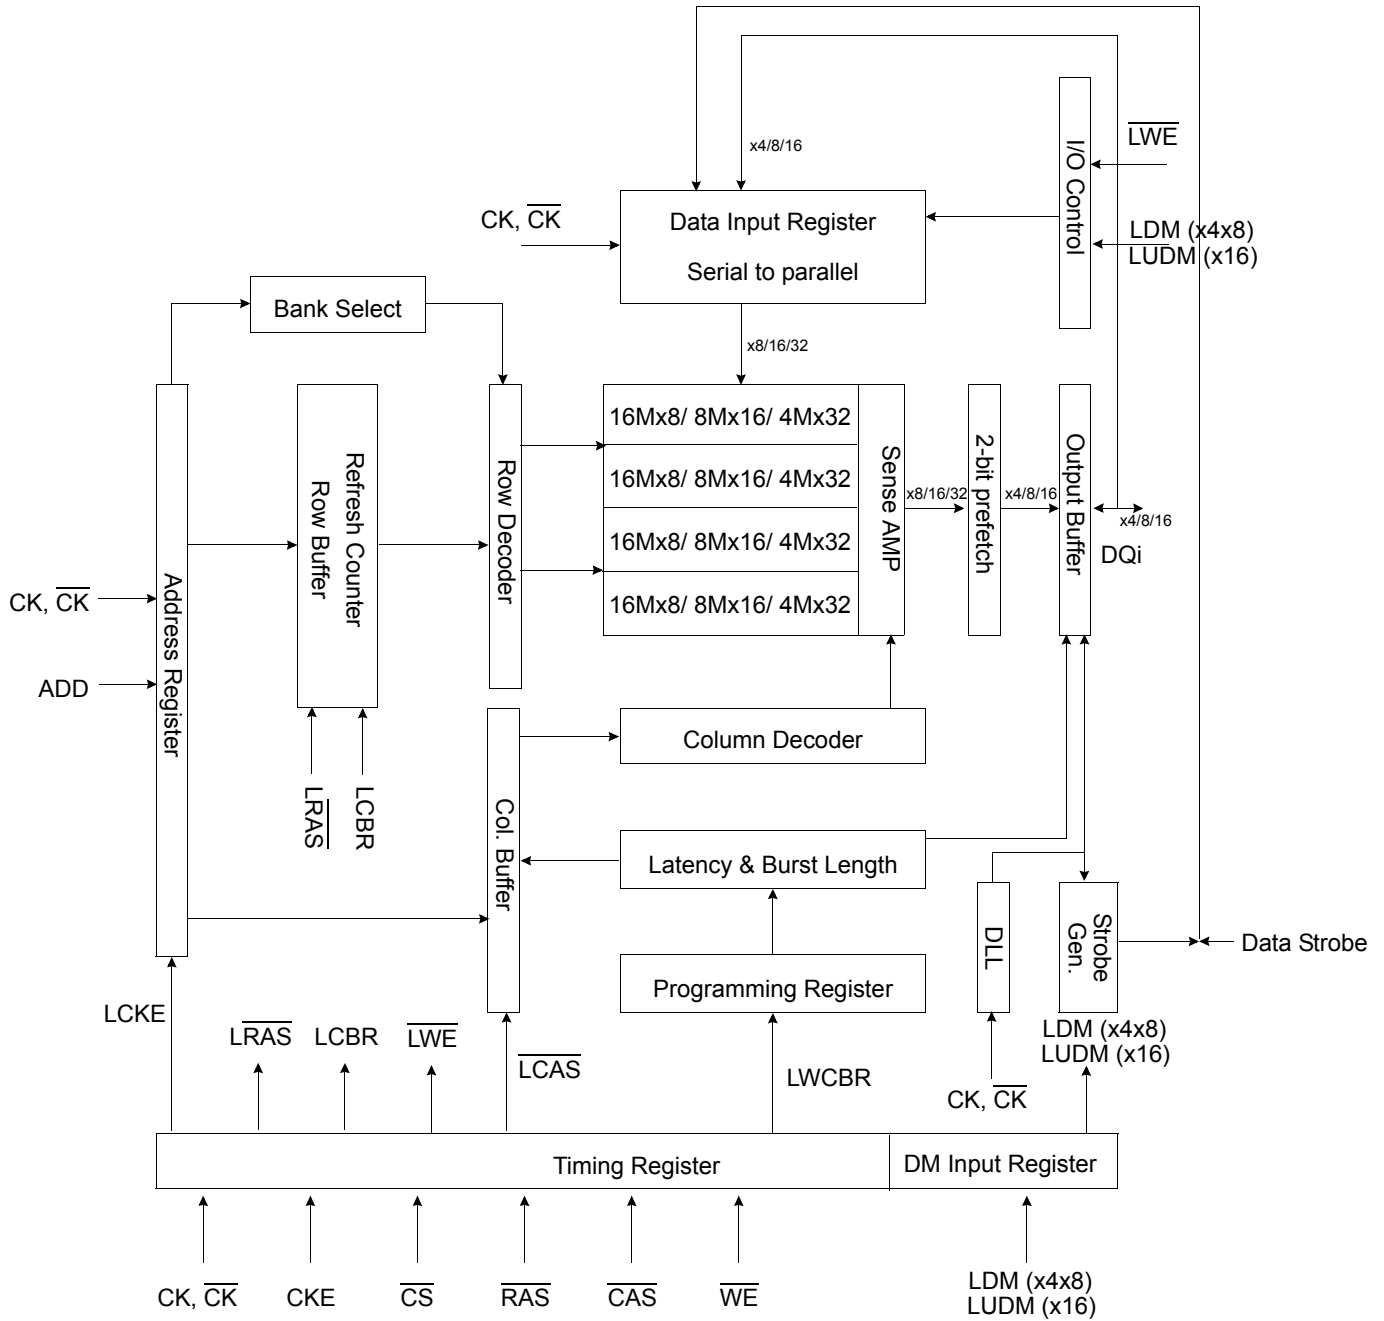 x4/8/16
LWE
I/O Control
CK, CK
Data Input Register
Serial to parallel
LDM (x4x8)
LUDM (x16)
Bank Select
x8/16/32
Address Register
Refresh Counter
Row Buffer
Row Decoder
16Mx8/ 8Mx16/ 4Mx32
16Mx8/ 8Mx16/ 4Mx32
16Mx8/ 8Mx16/ 4Mx32
16Mx8/ 8Mx16/ 4Mx32
Sense AMP
x8/16/32
2-bit prefetch
x4/8/16
Output Buffer
x4/8/16
DQi
CK, CK
ADD
LRAS
LCBR
Col. Buffer
Column Decoder
Latency & Burst Length
Programming Register
DLL
Strobe
Gen.
Data Strobe
LCKE
LRAS
LCBR
LWE
LCAS
LWCBR
CK, CK
LDM (x4x8)
LUDM (x16)
Timing Register
DM Input Register
CK, CK
CKE
CS
RAS
CAS
WE
LDM (x4x8)
LUDM (x16)